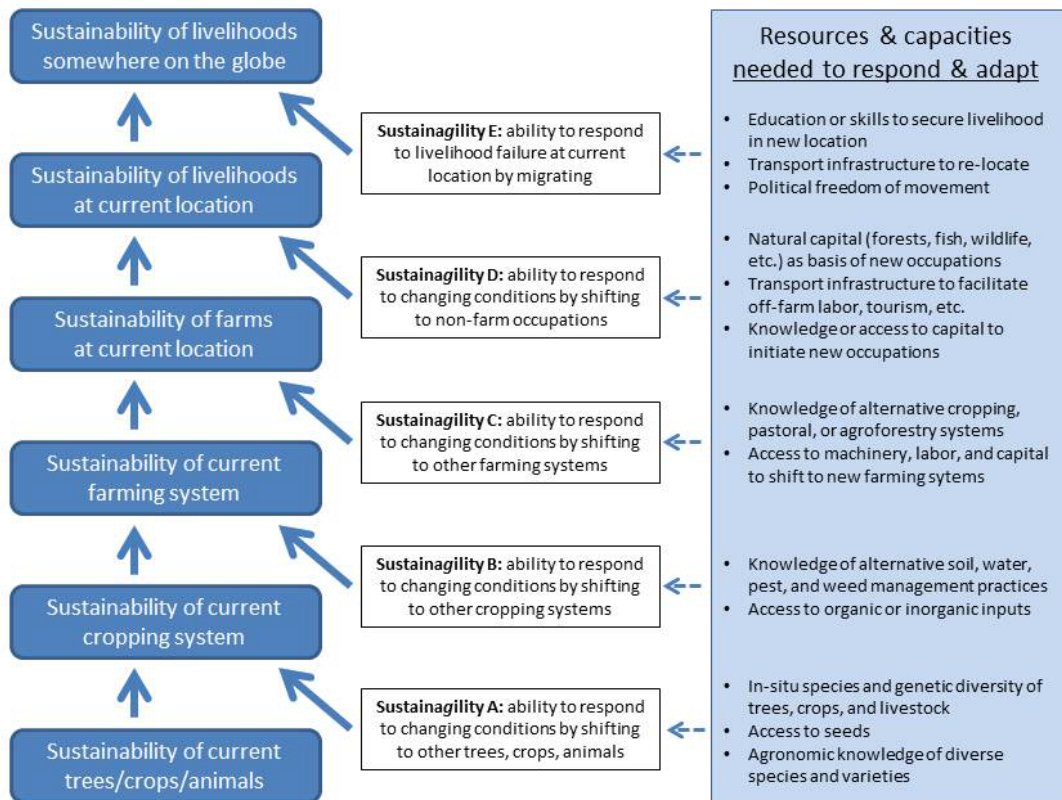 Sustainability of livelihoods
somewhere on the globe
Sustainability of livelihoods
at current location
Sustainability of farms
at current location
Sustainability of current
farming system
Sustainability of current
cropping system
Sustainability of current
trees/crops/animals
Sustainagility E: ability to respond
to livelihood failure at current
location by migrating
Sustainagility D: ability to respond
to changing conditions by shifting
to non-farm occupations
Sustainagility C: ability to respond
to changing conditions by shifting
to other farming systems
Sustainagility B: ability to respond
to changing conditions by shifting
to other cropping systems
Sustainagility A: ability to respond
to changing conditions by shifting
to other trees, crops, animals
Resources & capacities
needed to respond & adapt
• Education or skills to secure livelihood
in new location
• Transport infrastructure to re-locate
• Political freedom of movement
• Natural capital (forests, fish, wildlife,
etc.) as basis of new occupations
• Transport infrastructure to facilitate
off-farm labor, tourism, etc.
• Knowledge or access to capital to
initiate new occupations
• Knowledge of alternative cropping,
pastoral, or agroforestry systems
• Access to machinery, labor, and capital
to shift to new farming sytems
• Knowledge of alternative soil, water,
pest, and weed management practices
• Access to organic or inorganic inputs
• In-situ species and genetic diversity of
trees, crops, and livestock
• Access to seeds
• Agronomic knowledge of diverse
species and varieties